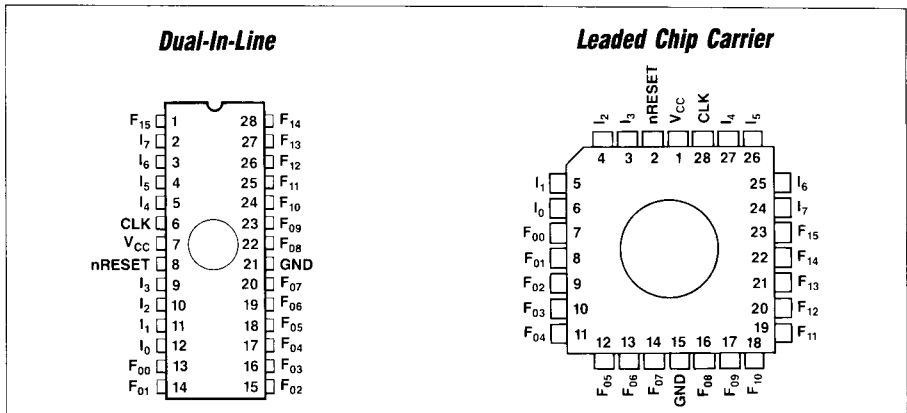 Dual-In-Line
F15 1 28 F14
I7 2 27 F13
I6 3 26 F12
I5 4 25 F11
I4 5 24 F10
CLK 6 23 F09
VCC 7 22 F08
nRESET 8 21 GND
I3 9 20 F07
I2 10 19 F06
I1 11 18 F05
I0 12 17 F04
F00 13 16 F03
F01 14 15 F02
Leaded Chip Carrier
I2 I3 nRESET VCC CLK I4 I5
4 3 2 1 28 27 26
I1 5 25 I6
I0 6 24 I7
F00 7 23 F15
F01 8 22 F14
F02 9 21 F13
F03 10 20 F12
F04 11 19 F11
12 13 14 15 16 17 18
F05 F06 F07 GND F08 F09 F10